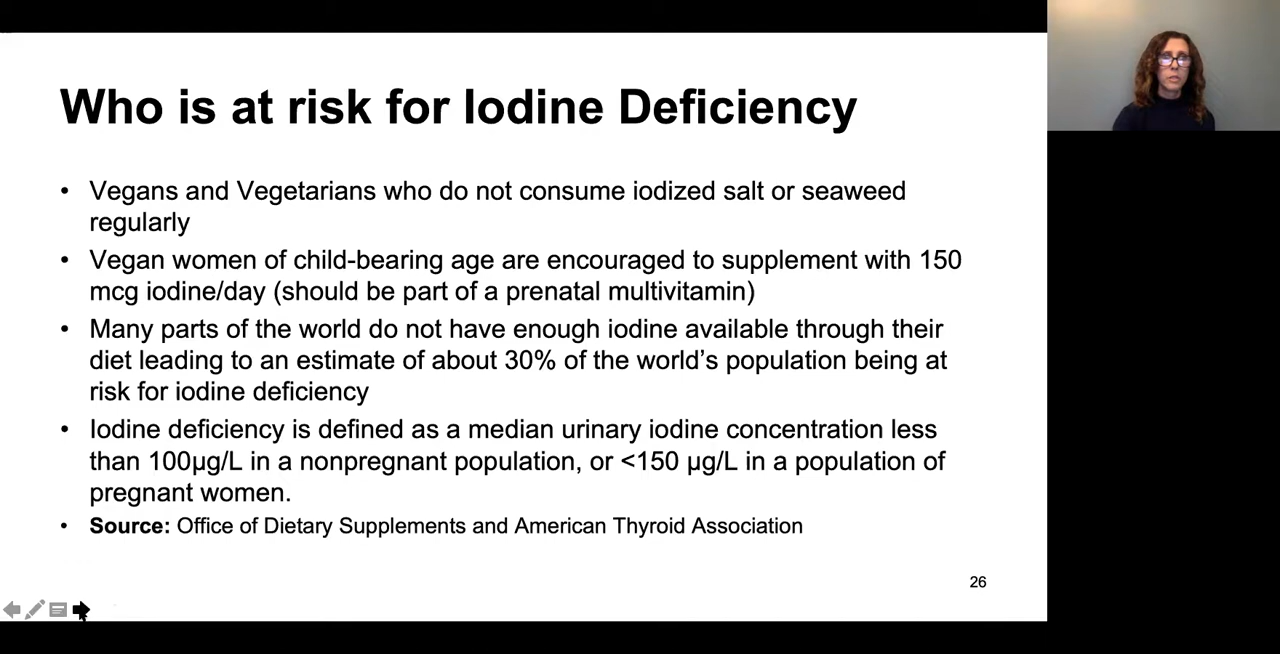 Who is at risk for Iodine Deficiency
• Vegans and Vegetarians who do not consume iodized salt or seaweed
regularly
• Vegan women of child-bearing age are encouraged to supplement with 150
mcg iodine/day (should be part of a prenatal multivitamin)
• Many parts of the world do not have enough iodine available through their
diet leading to an estimate of about 30% of the world’s population being at
risk for iodine deficiency
• Iodine deficiency is defined as a median urinary iodine concentration less
than 100µg/L in a nonpregnant population, or <150 µg/L in a population of
pregnant women.
• Source: Office of Dietary Supplements and American Thyroid Association
26